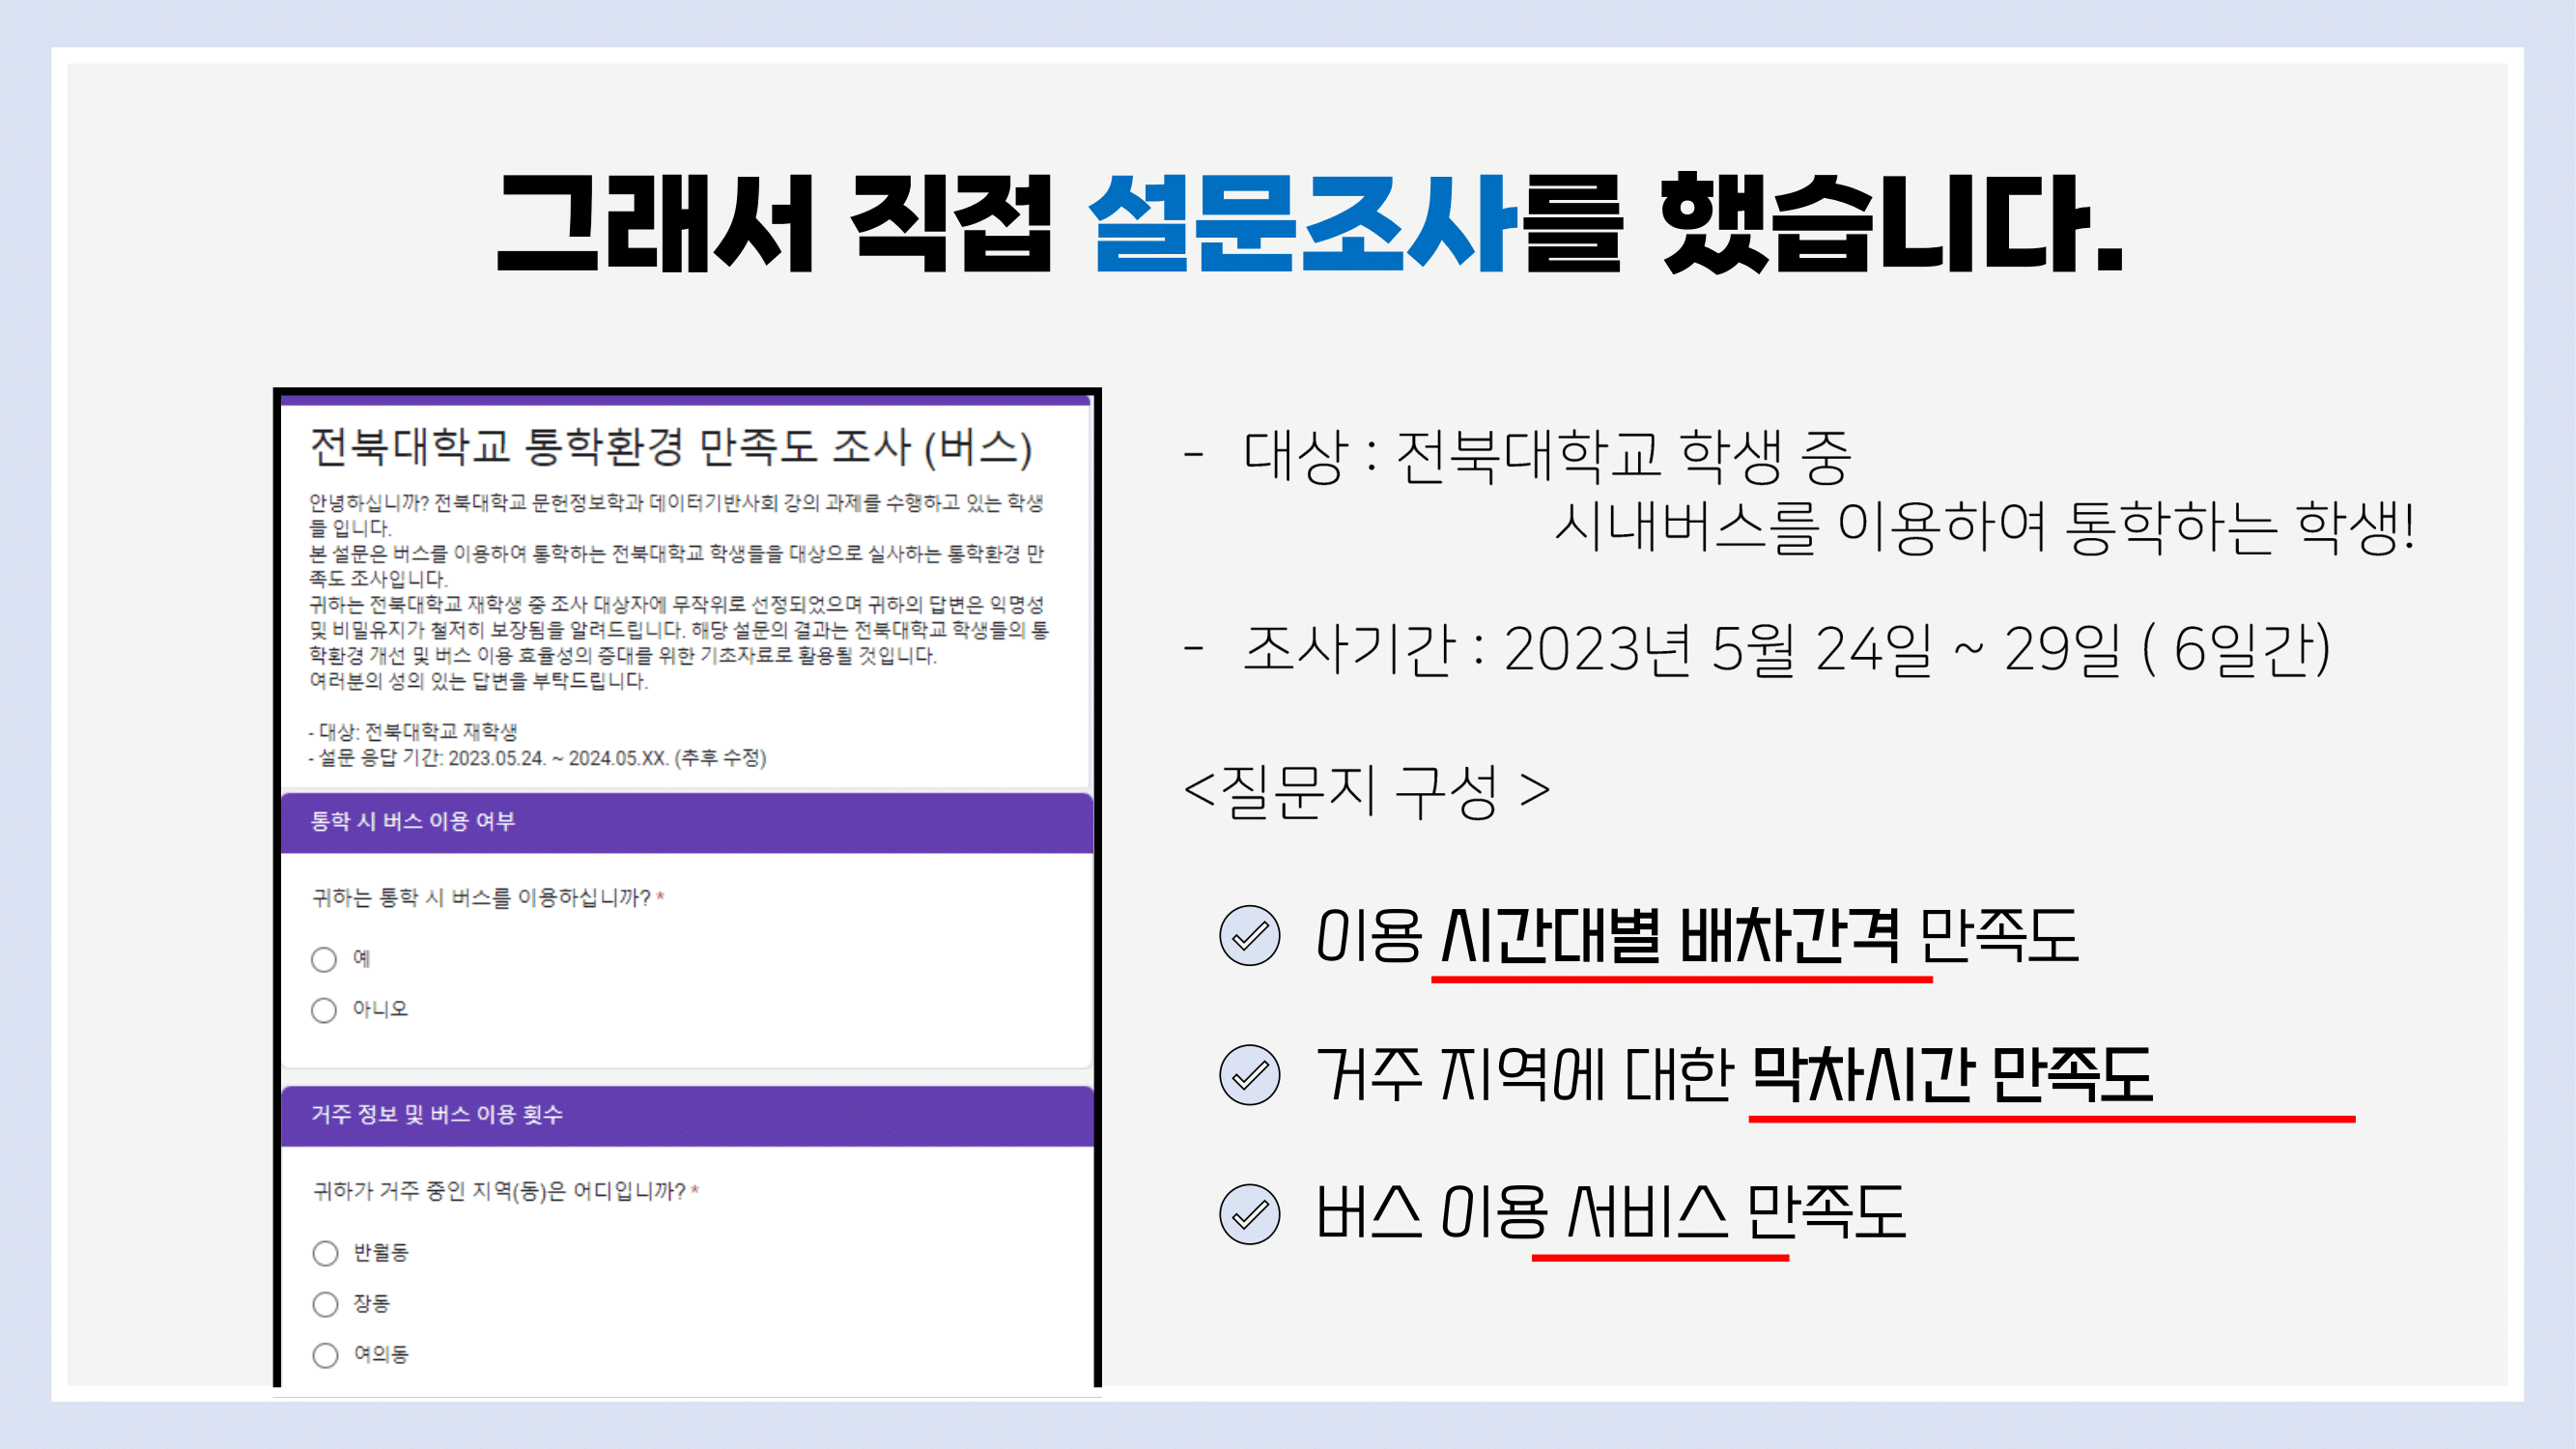 그래서 직접 설문조사를 했습니다.
전북대학교 통학환경 만족도 조사 (버스)
안녕하십니까? 전북대학교 문헌정보학과 데이터기반사회 강의 과제를 수행하고 있는 학생
들 입니다.
본 설문은 버스를 이용하여 통학하는 전북대학교 학생들을 대상으로 실사하는 통학환경 만
족도 조사입니다.
귀하는 전북대학교 재학생 중 조사 대상자에 무작위로 선정되었으며 귀하의 답변은 익명성
및 비밀유지가 철저히 보장됨을 알려드립니다. 해당 설문의 결과는 전북대학교 학생들의 통
학환경 개선 및 버스 이용 효율성의 증대를 위한 기초자료로 활용될 것입니다.
여러분의 성의 있는 답변을 부탁드립니다.
- 대상: 전북대학교 재학생
- 설문 응답 기간: 2023.05.24. ~ 2024.05.XX. (추후 수정)
통학 시 버스 이용 여부
귀하는 통학 시 버스를 이용하십니까? *
예
아니오
거주 정보 및 버스 이용 횟수
귀하가 거주 중인 지역(동)은 어디입니까? *
반월동
장동
여의동
- 대상 : 전북대학교 학생 중
시내버스를 이용하여 통학하는 학생!
- 조사기간 : 2023년 5월 24일 ~ 29일 ( 6일간)
<질문지 구성 >
이용 시간대별 배차간격 만족도
거주 지역에 대한 막차시간 만족도
버스 이용 서비스 만족도